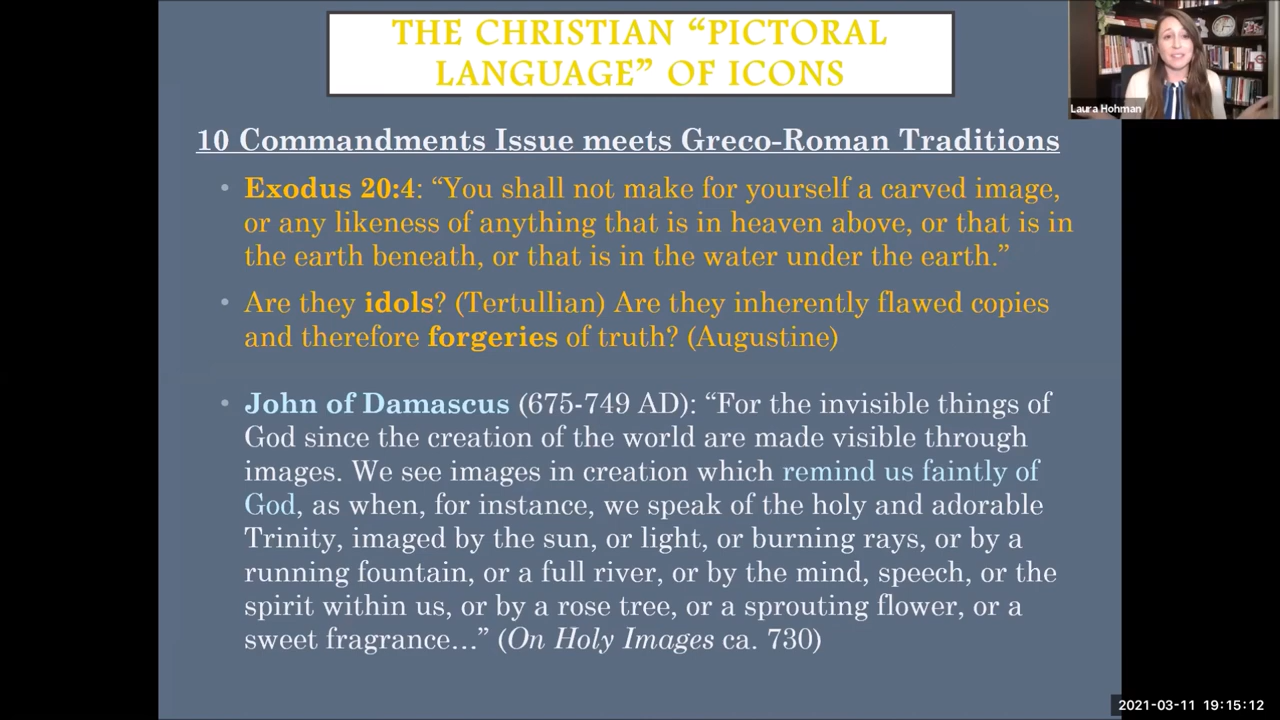 THE CHRISTIAN “PICTORAL
LANGUAGE” OF ICONS
Laura Hohman
10 Commandments Issue meets Greco-Roman Traditions
• Exodus 20:4: “You shall not make for yourself a carved image,
or any likeness of anything that is in heaven above, or that is in
the earth beneath, or that is in the water under the earth.”
• Are they idols? (Tertullian) Are they inherently flawed copies
and therefore forgeries of truth? (Augustine)
• John of Damascus (675-749 AD): “For the invisible things of
God since the creation of the world are made visible through
images. We see images in creation which remind us faintly of
God, as when, for instance, we speak of the holy and adorable
Trinity, imaged by the sun, or light, or burning rays, or by a
running fountain, or a full river, or by the mind, speech, or the
spirit within us, or by a rose tree, or a sprouting flower, or a
sweet fragrance…” (On Holy Images ca. 730)
2021-03-11 19:15:12